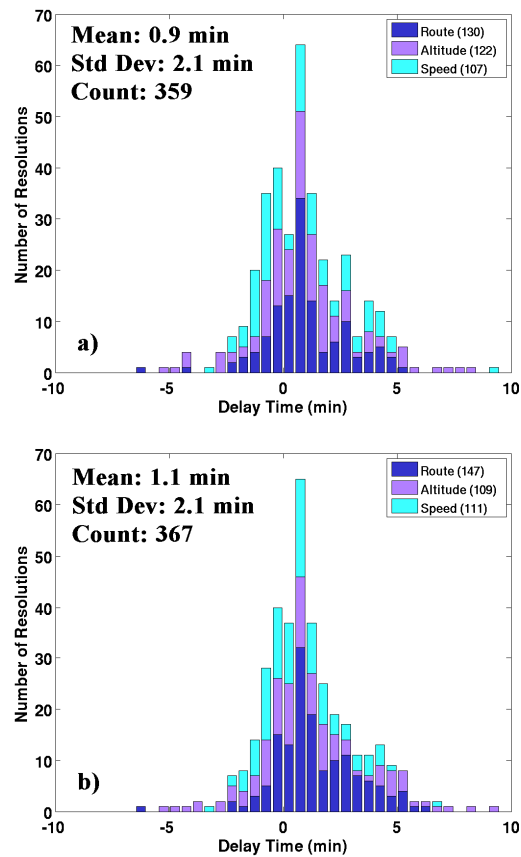 70
60
50
40
30
20
10
0
Number of Resolutions
Mean: 0.9 min
Std Dev: 2.1 min
Count: 359
Route (130)
Altitude (122)
Speed (107)
a)
-10
-5
0
5
10
Delay Time (min)
70
60
50
40
30
20
10
0
Number of Resolutions
Mean: 1.1 min
Std Dev: 2.1 min
Count: 367
Route (147)
Altitude (109)
Speed (111)
b)
-10
-5
0
5
10
Delay Time (min)